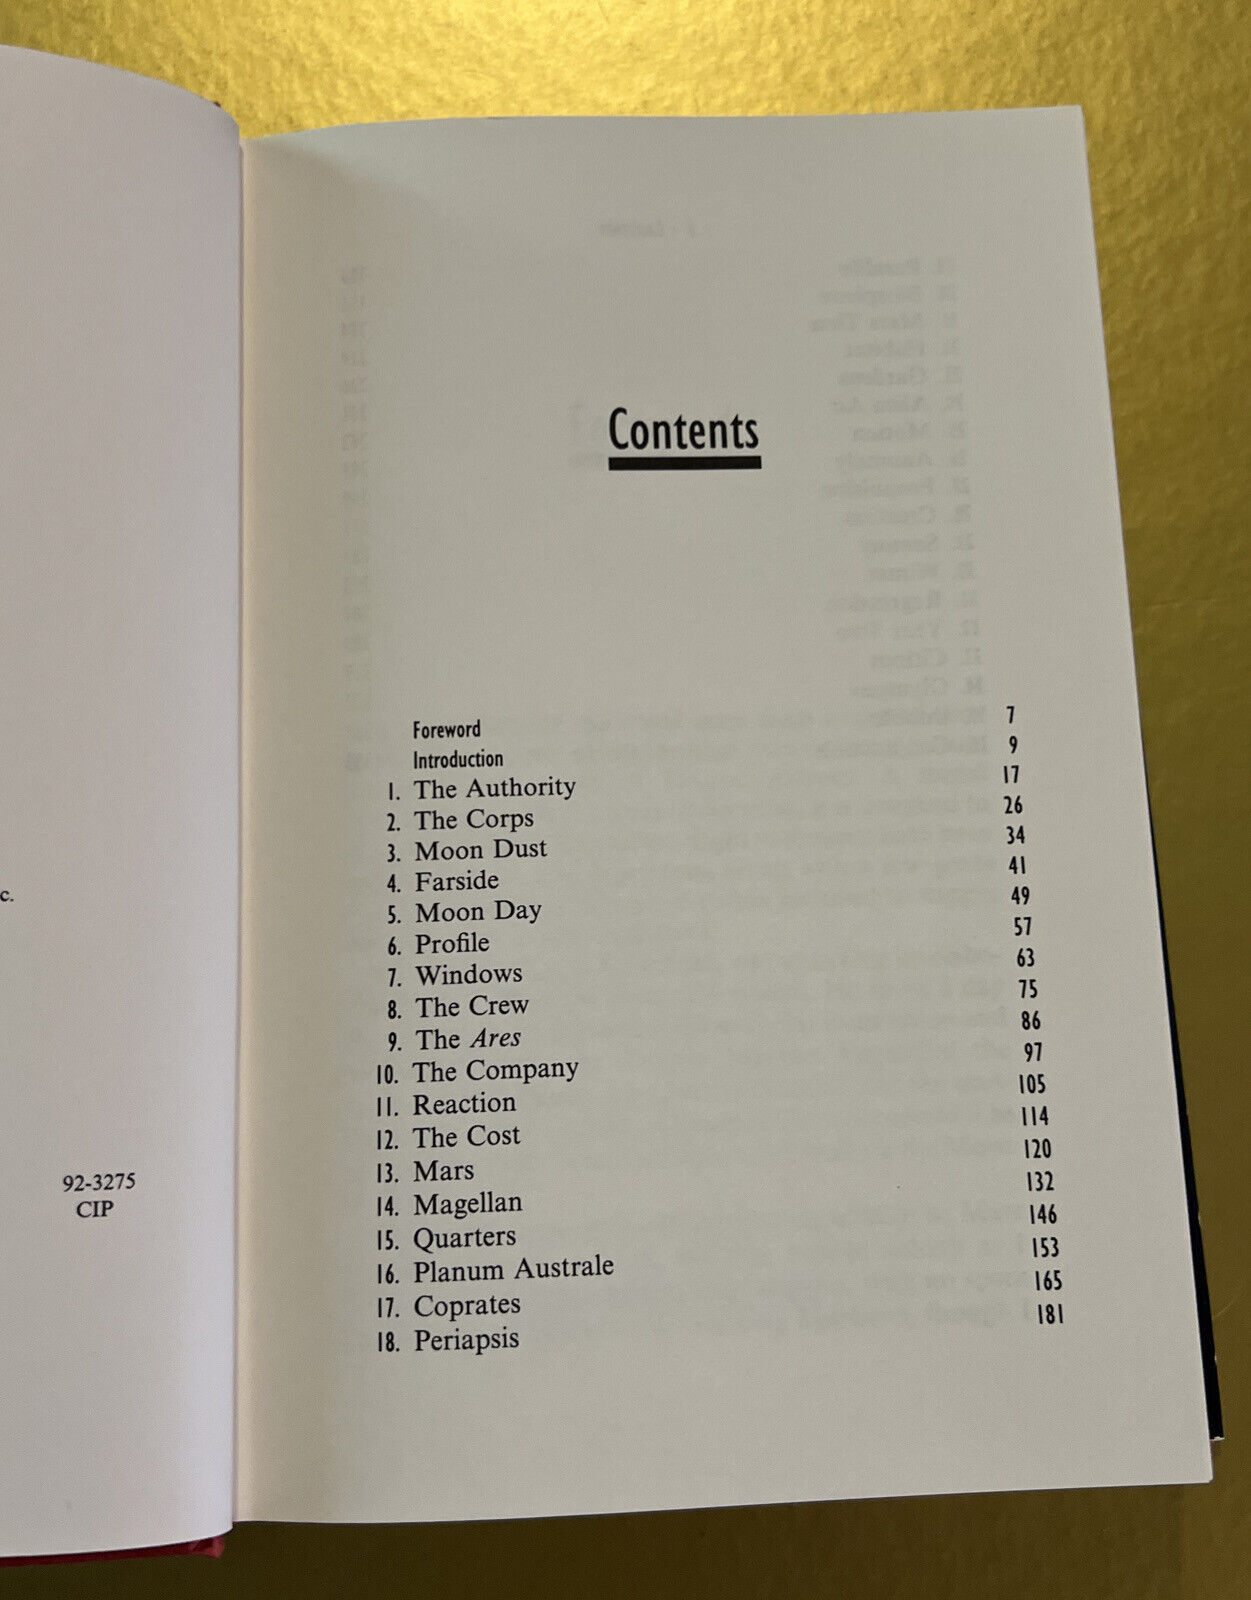 c.
92-3275
CIP
Contents
Foreword 7
Introduction 9
1. The Authority 17
2. The Corps 26
3. Moon Dust 34
4. Farside 41
5. Moon Day 49
6. Profile 57
7. Windows 63
8. The Crew 75
9. The Ares 86
10. The Company 97
11. Reaction 105
12. The Cost 114
13. Mars 120
14. Magellan 132
15. Quarters 146
16. Planum Australe 153
17. Coprates 165
18. Periapsis 181